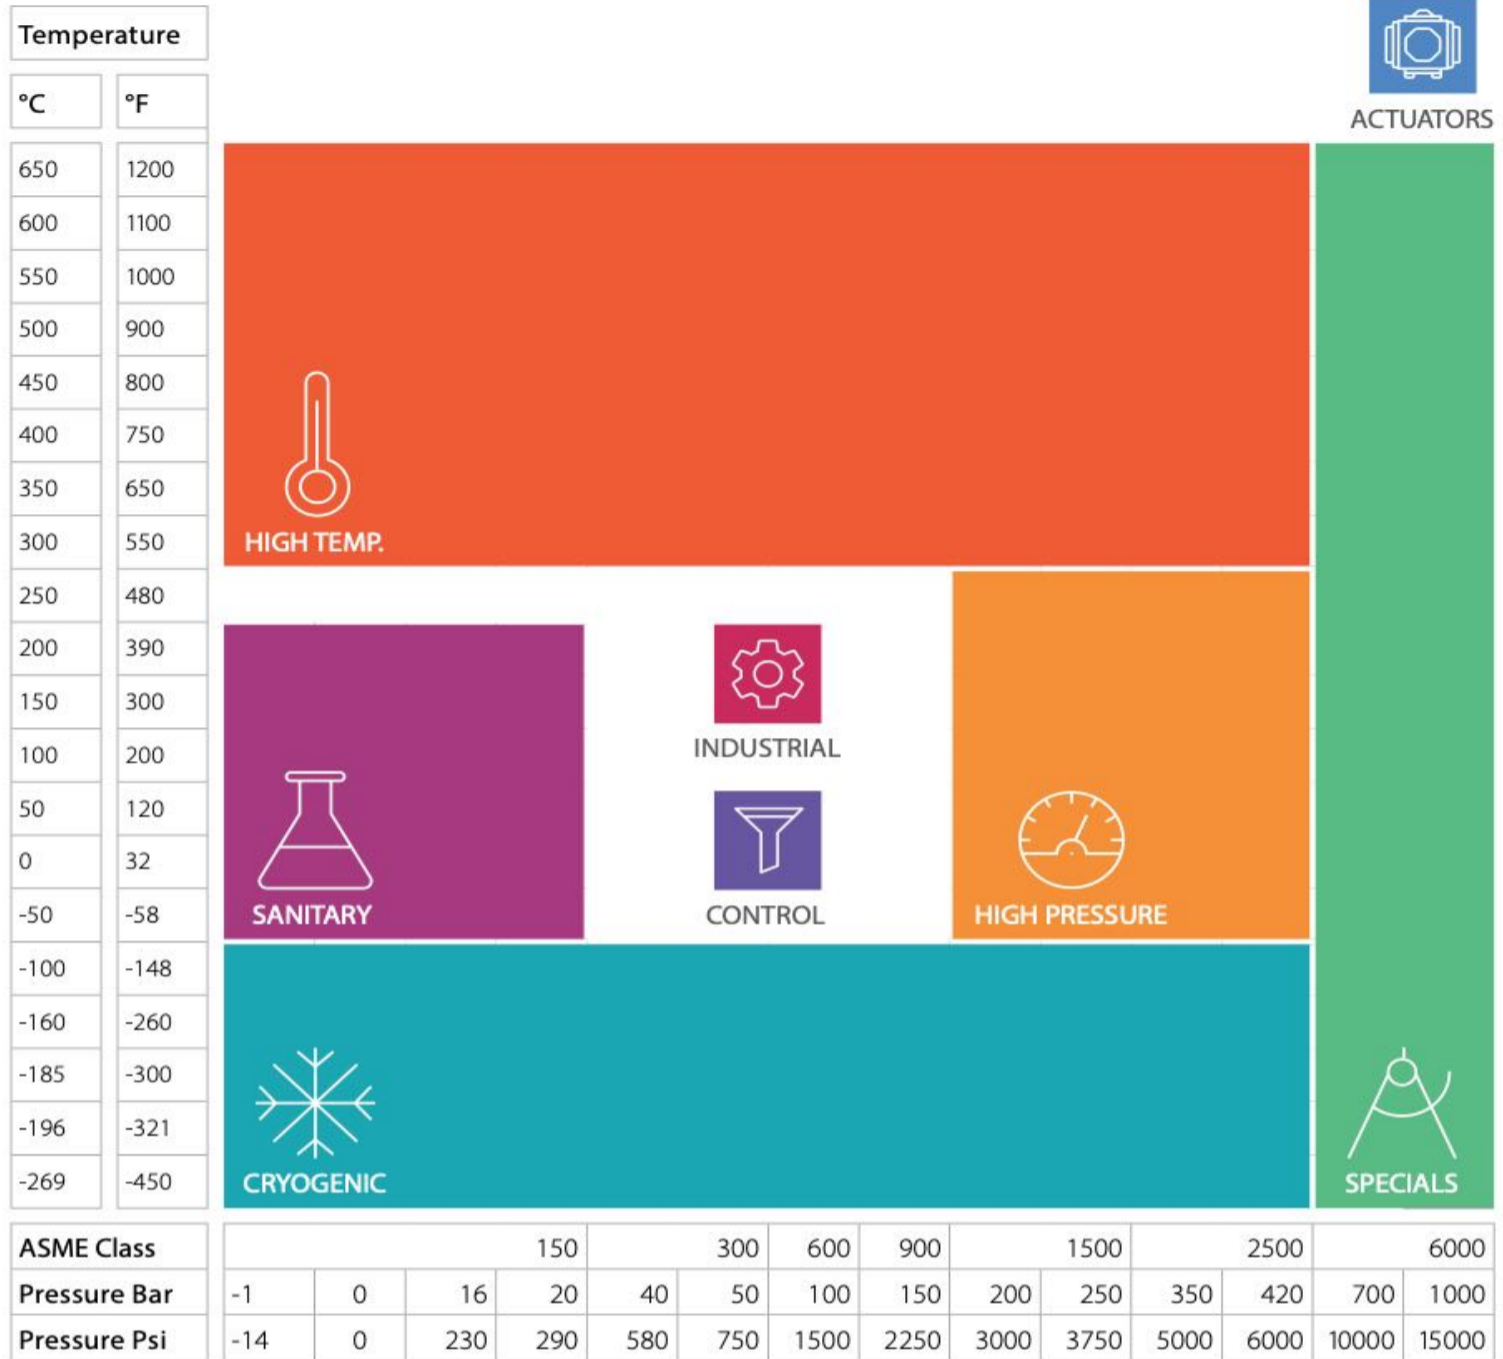 Temperature
°C °F
ACTUATORS
650 1200
600 1100
550 1000
500 900
450 800
400 750
350 650
300 550 HIGH TEMP.
250 480
200 390
150 300
INDUSTRIAL
100 200
50 120
0 32
-50 -58 SANITARY CONTROL HIGH PRESSURE
-100 -148
-160 -260
-185 -300
-196 -321
-269 -450 CRYOGENIC SPECIALS
ASME Class 150 300 600 900 1500 2500 6000
Pressure Bar -1 0 16 20 40 50 100 150 200 250 350 420 700 1000
Pressure Psi -14 0 230 290 580 750 1500 2250 3000 3750 5000 6000 10000 15000